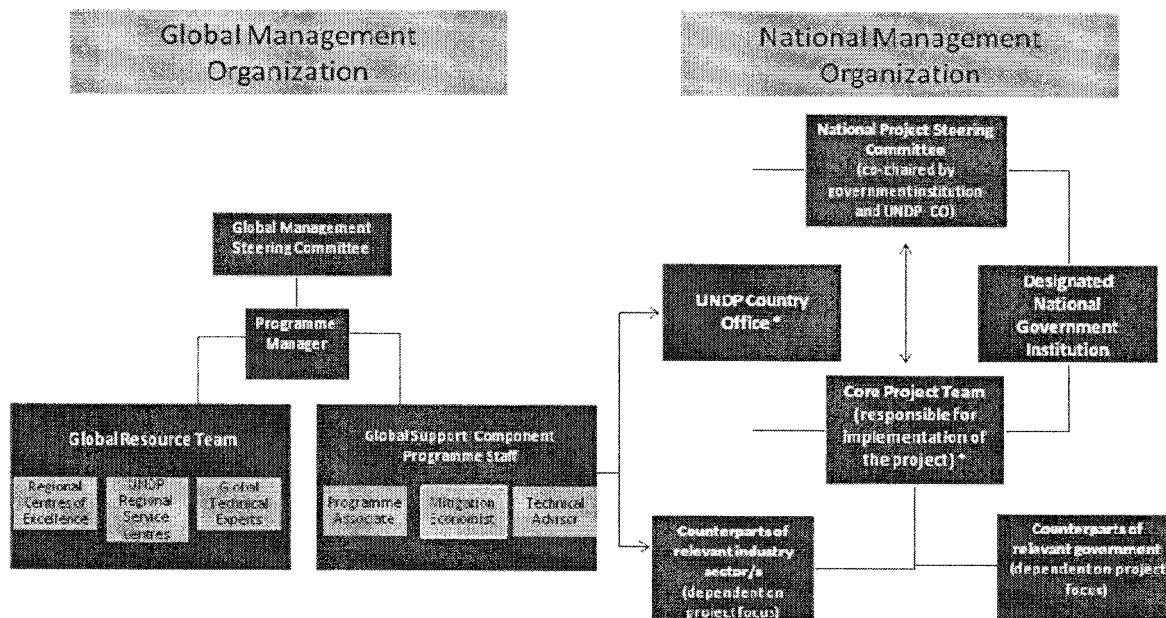 Global Management
Organization
National Management
Organization
National Project Steering
Committee
(co-chaired by
government institution
and UNDP CO)
Global Management
Steering Committee
UNDP Country
Office *
Designated
National
Government
Institution
Programme
Manager
Core Project Team
(responsible for
implementation of
the project) *
Global Resource Team
Regional
Centres of
Excellence
UNDP
Regional
Service
Centres
Global
Technical
Experts
Global Support Component
Programme Staff
Programme
Associate
Mitigation
Economist
Technical
Adviser
Counterparts of
relevant industry
sector/s
(dependent on
project focus)
Counterparts of
relevant government
(dependent on project
focus)